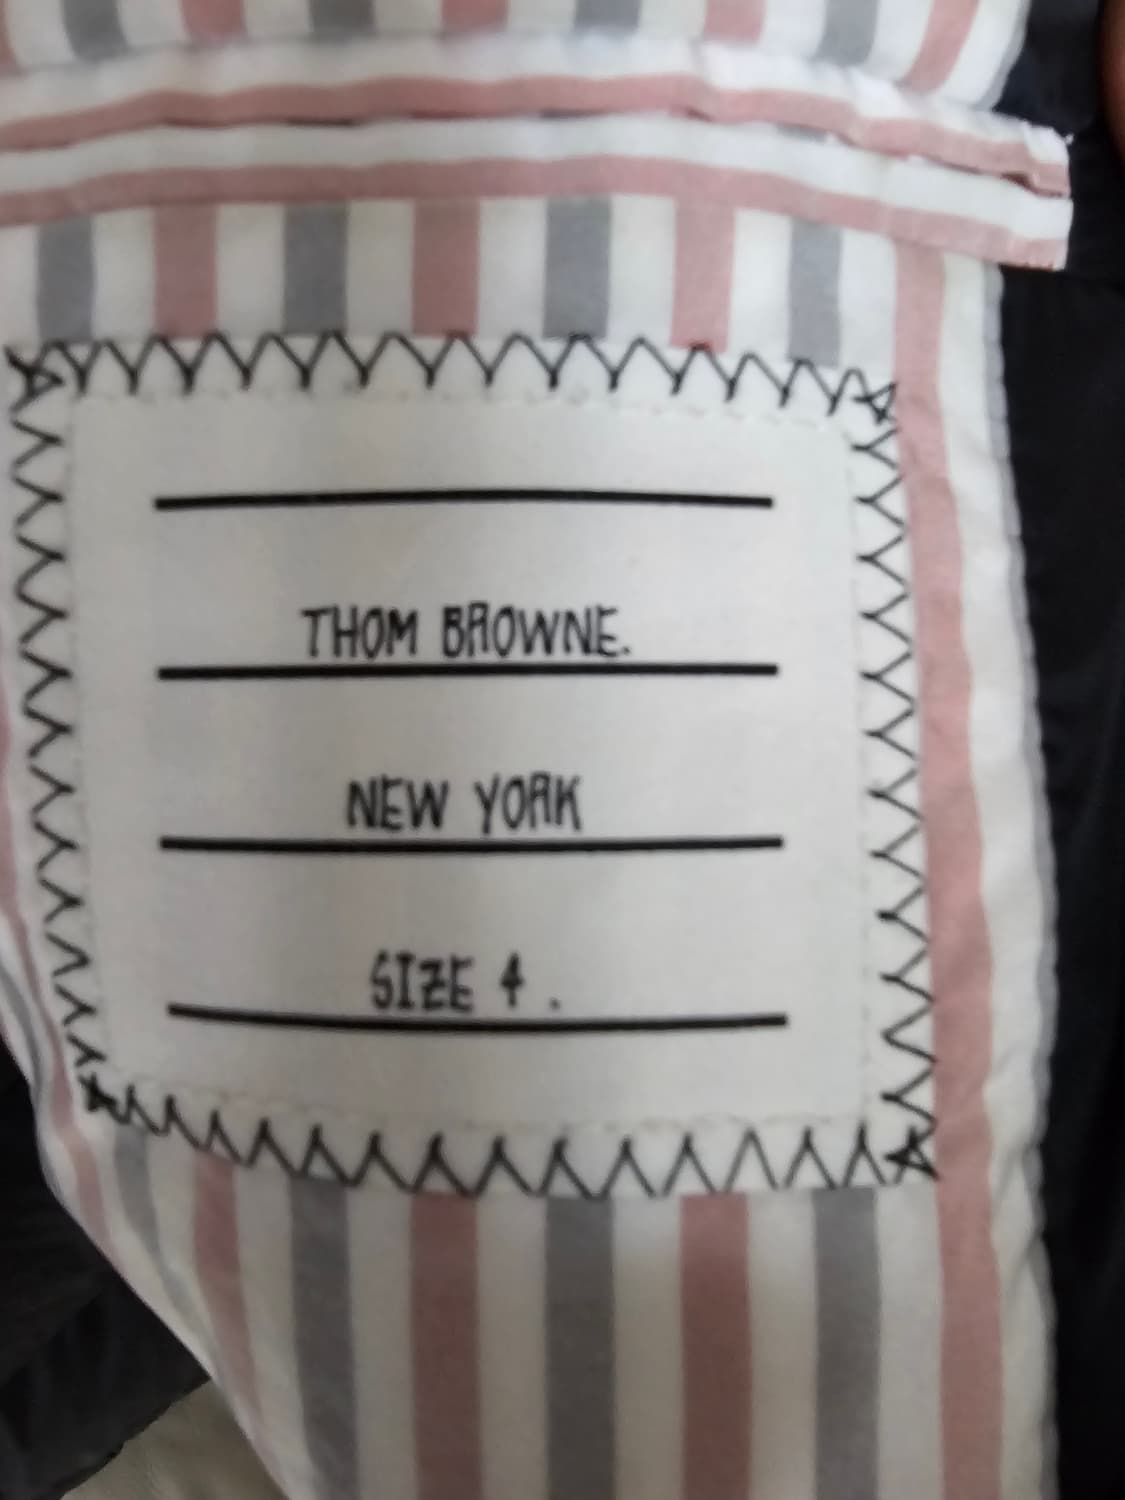 THOM BROWNE.
NEW YORK
SIZE 4 .